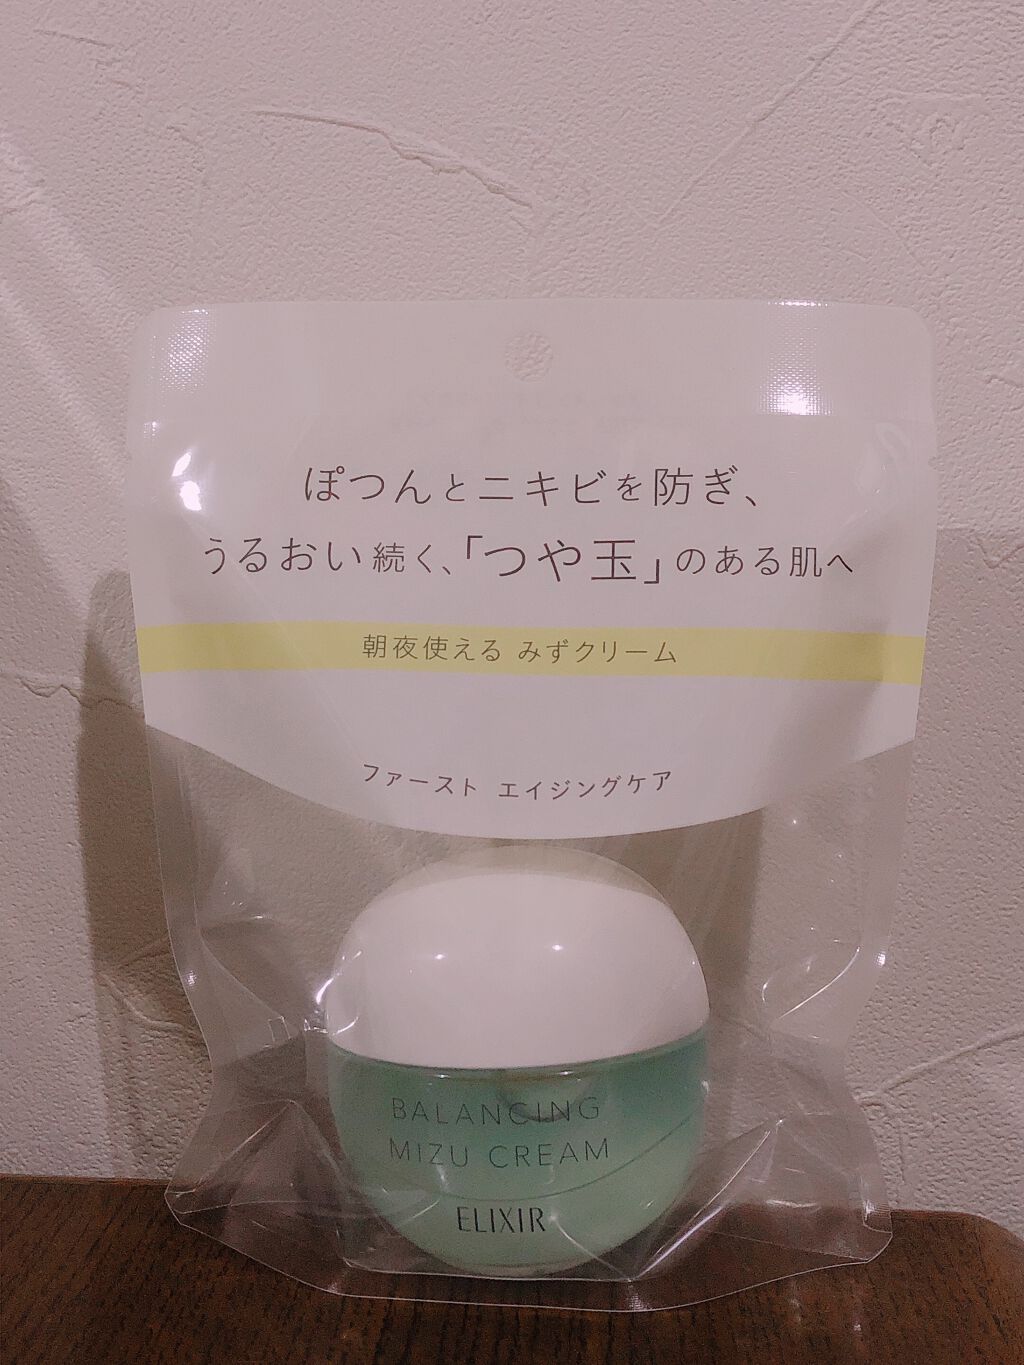 ぽつんとニキビを防ぎ、
うるおい続く、「つや玉」のある肌へ
朝夜使える みずクリーム
ファースト エイジングケア
BALANCING
MIZU CREAM
ELIXIR